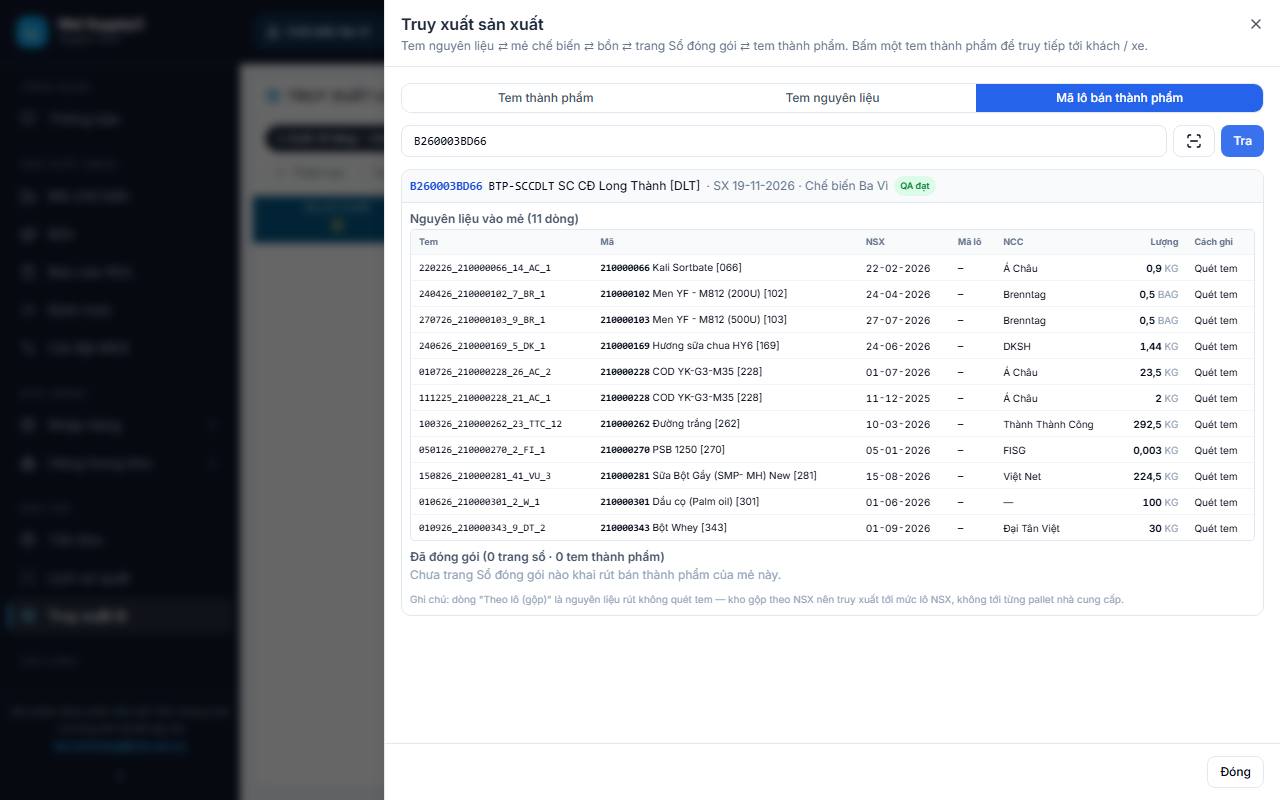 Truy xuất sản xuất
Tem nguyên liệu ⇄ mẻ chế biến ⇄ bồn ⇄ trang Sổ đóng gói ⇄ tem thành phẩm. Bấm một tem thành phẩm để truy tiếp tới khách / xe.
Tem thành phẩm Tem nguyên liệu Mã lô bán thành phẩm
B260003BD66 Tra
B260003BD66 BTP-SCCDLT SC CĐ Long Thành [DLT] · SX 19-11-2026 · Chế biến Ba Vì QA đạt
Nguyên liệu vào mẻ (11 dòng)
Tem Mã NSX Mã lô NCC Lượng Cách ghi
220226_210000066_14_AC_1 210000066 Kali Sortbate [066] 22-02-2026 – Á Châu 0,9 KG Quét tem
240426_210000102_7_BR_1 210000102 Men YF - M812 (200U) [102] 24-04-2026 – Brenntag 0,5 BAG Quét tem
270726_210000103_9_BR_1 210000103 Men YF - M812 (500U) [103] 27-07-2026 – Brenntag 0,5 BAG Quét tem
240626_210000169_5_DK_1 210000169 Hương sữa chua HY6 [169] 24-06-2026 – DKSH 1,44 KG Quét tem
010726_210000228_26_AC_2 210000228 COD YK-G3-M35 [228] 01-07-2026 – Á Châu 23,5 KG Quét tem
111225_210000228_21_AC_1 210000228 COD YK-G3-M35 [228] 11-12-2025 – Á Châu 2 KG Quét tem
100326_210000262_23_TTC_12 210000262 Đường trắng [262] 10-03-2026 – Thành Thành Công 292,5 KG Quét tem
050126_210000270_2_FI_1 210000270 PSB 1250 [270] 05-01-2026 – FISG 0,003 KG Quét tem
150826_210000281_41_VU_3 210000281 Sữa Bột Gầy (SMP- MH) New [281] 15-08-2026 – Việt Net 224,5 KG Quét tem
010626_210000301_2_W_1 210000301 Dầu cọ (Palm oil) [301] 01-06-2026 – — 100 KG Quét tem
010926_210000343_9_DT_2 210000343 Bột Whey [343] 01-09-2026 – Đại Tân Việt 30 KG Quét tem
Đã đóng gói (0 trang sổ · 0 tem thành phẩm)
Chưa trang Sổ đóng gói nào khai rút bán thành phẩm của mẻ này.
Ghi chú: dòng "Theo lô (gộp)" là nguyên liệu rút không quét tem — kho gộp theo NSX nên truy xuất tới mức lô NSX, không tới từng pallet nhà cung cấp.
Đóng